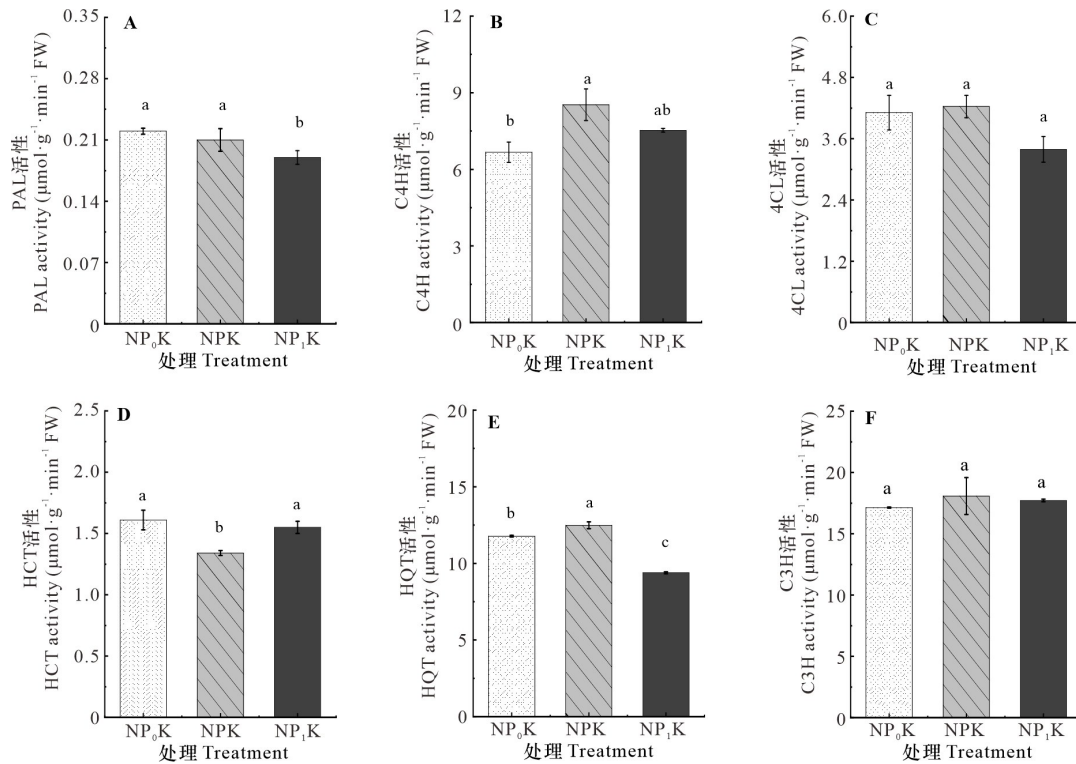 A
0.35
0.28
0.21
0.14
0.07
0
PAL活性
PAL activity (μmol·g⁻¹·min⁻¹ FW)
a
a
b
NP₀K
NPK
NP₁K
处理 Treatment
B
12
9
6
3
0
C4H活性
C4H activity (μmol·g⁻¹·min⁻¹ FW)
b
a
ab
NP₀K
NPK
NP₁K
处理 Treatment
C
6.0
4.8
3.6
2.4
1.2
0
4CL活性
4CL activity (μmol·g⁻¹·min⁻¹ FW)
a
a
a
NP₀K
NPK
NP₁K
处理 Treatment
D
2.5
2.0
1.5
1.0
0.5
0
HCT活性
HCT activity (μmol·g⁻¹·min⁻¹ FW)
a
b
a
NP₀K
NPK
NP₁K
处理 Treatment
E
20
15
10
5
0
HQT活性
HQT activity (μmol·g⁻¹·min⁻¹ FW)
b
a
c
NP₀K
NPK
NP₁K
处理 Treatment
F
25
20
15
10
5
0
C3H活性
C3H activity (μmol·g⁻¹·min⁻¹ FW)
a
a
a
NP₀K
NPK
NP₁K
处理 Treatment